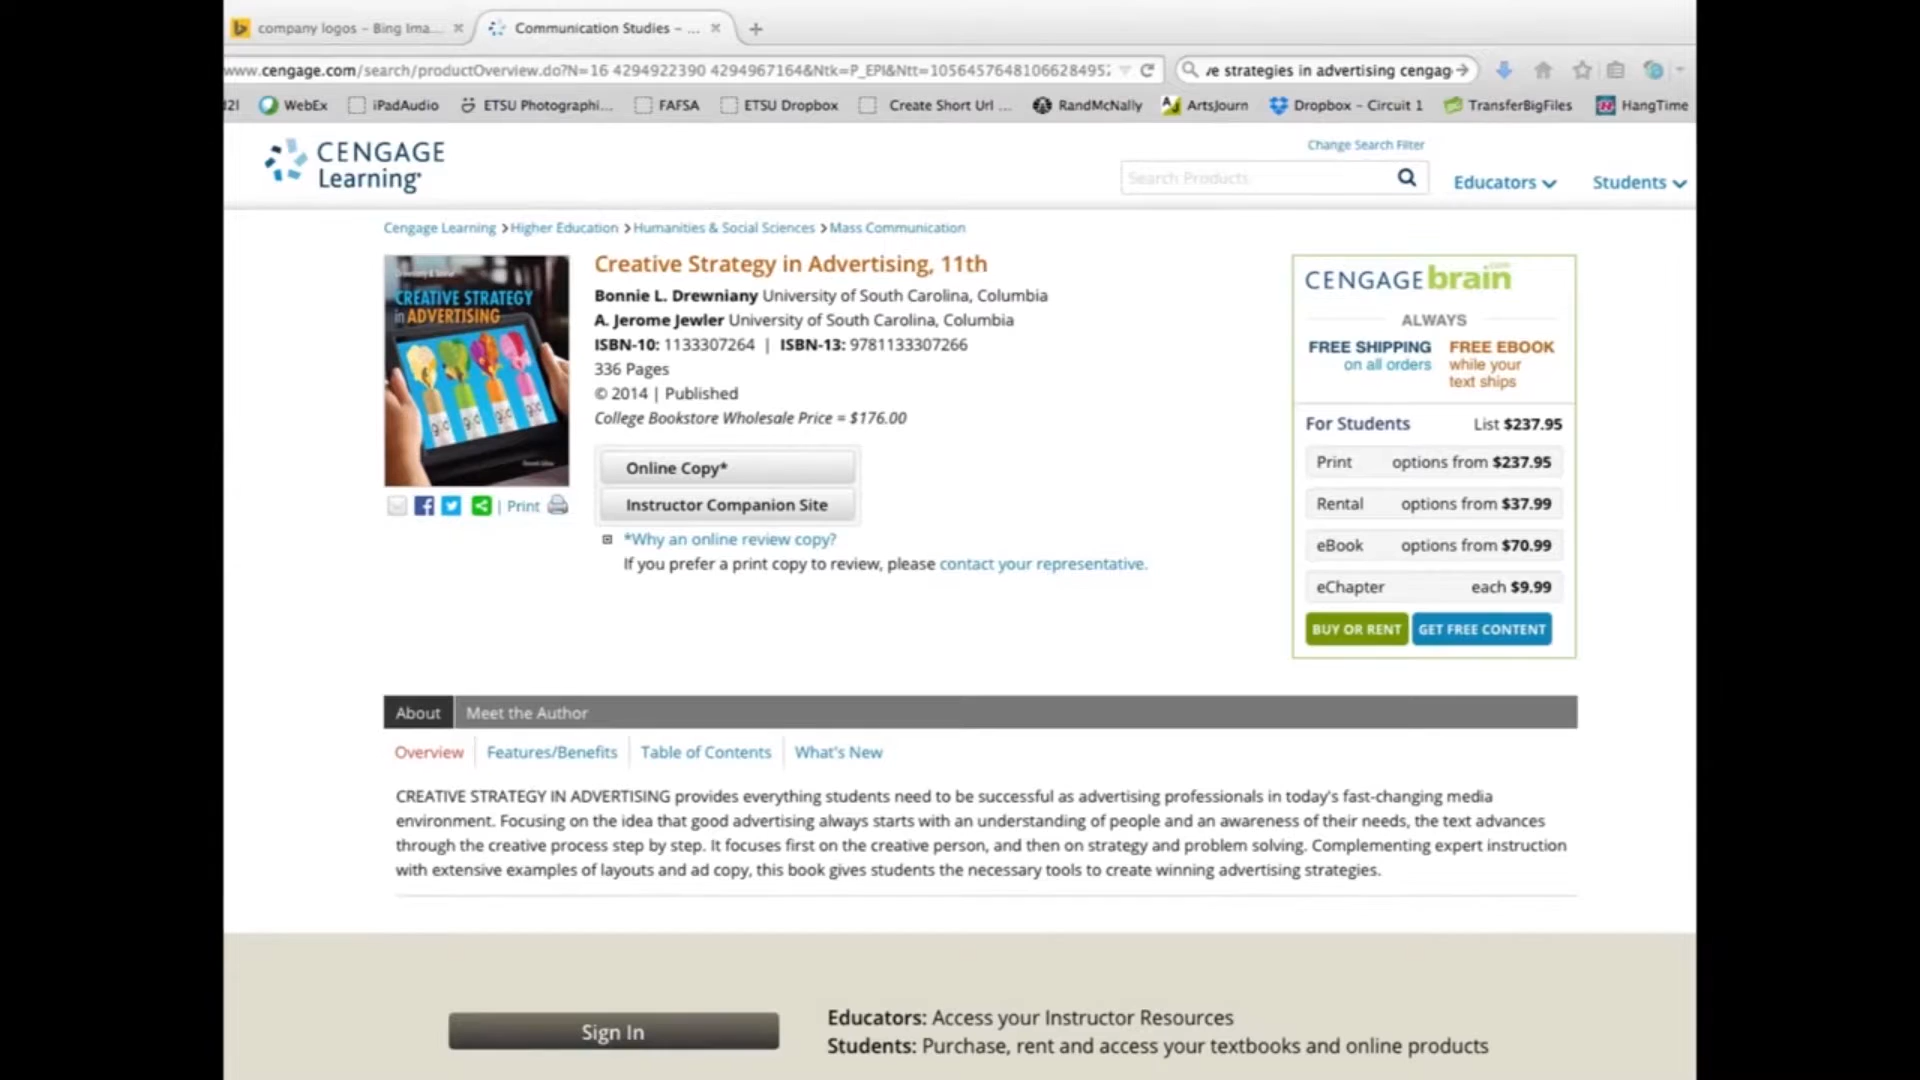 company logos - Bing Ima...
Communication Studies - ...
www.cengage.com/search/productOverview.do?N=16 4294922390 4294967164&Ntk=P_EPI&Ntt=10564576481066284952
ve strategies in advertising cengag
d2l WebEx iPadAudio ETSU Photographi... FAFSA ETSU Dropbox Create Short Url ... RandMcNally ArtsJourn Dropbox - Circuit 1 TransferBigFiles HangTime
CENGAGE
Learning
Change Search Filter
Search Products
Educators
Students
Cengage Learning > Higher Education > Humanities & Social Sciences > Mass Communication
CREATIVE STRATEGY
in ADVERTISING
glo glo glo glo
Print
Creative Strategy in Advertising, 11th
Bonnie L. Drewniany University of South Carolina, Columbia
A. Jerome Jewler University of South Carolina, Columbia
ISBN-10: 1133307264 | ISBN-13: 9781133307266
336 Pages
© 2014 | Published
College Bookstore Wholesale Price = $176.00
Online Copy*
Instructor Companion Site
*Why an online review copy?
If you prefer a print copy to review, please contact your representative.
CENGAGEbrain.com
ALWAYS
FREE SHIPPING
on all orders
FREE EBOOK
while your
text ships
For Students List $237.95
Print options from $237.95
Rental options from $37.99
eBook options from $70.99
eChapter each $9.99
BUY OR RENT GET FREE CONTENT
About Meet the Author
Overview Features/Benefits Table of Contents What's New
CREATIVE STRATEGY IN ADVERTISING provides everything students need to be successful as advertising professionals in today's fast-changing media
environment. Focusing on the idea that good advertising always starts with an understanding of people and an awareness of their needs, the text advances
through the creative process step by step. It focuses first on the creative person, and then on strategy and problem solving. Complementing expert instruction
with extensive examples of layouts and ad copy, this book gives students the necessary tools to create winning advertising strategies.
Sign In
Educators: Access your Instructor Resources
Students: Purchase, rent and access your textbooks and online products